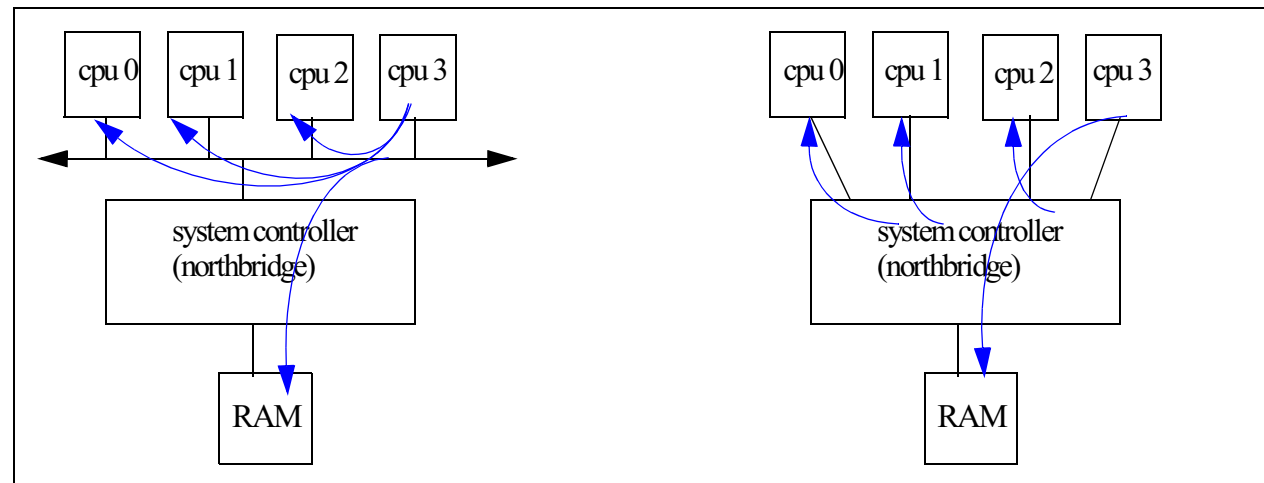 cpu 0
cpu 1
cpu 2
cpu 3
system controller
(northbridge)
RAM
cpu 0
cpu 1
cpu 2
cpu 3
system controller
(northbridge)
RAM